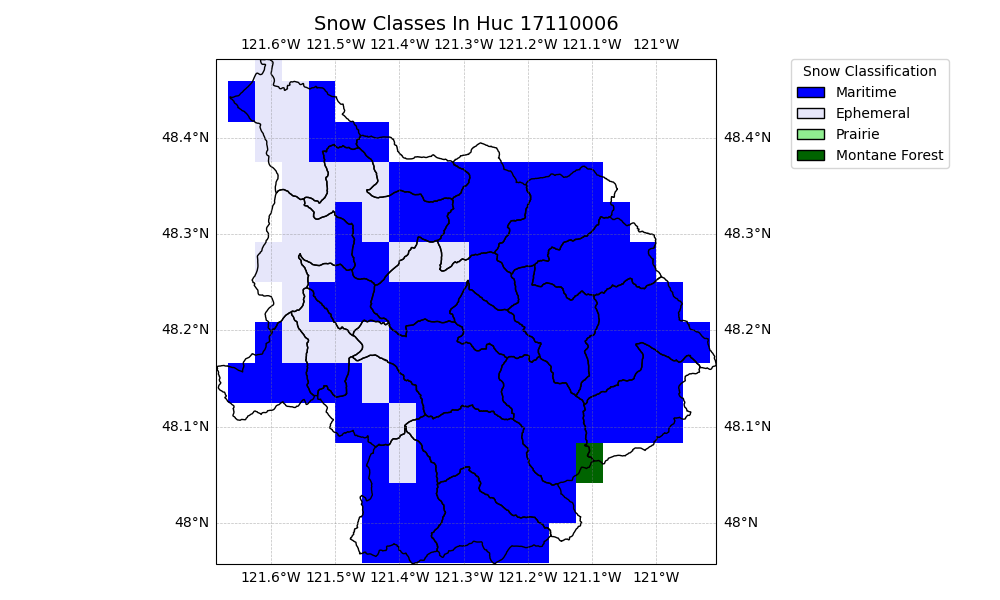 Snow Classes In Huc 17110006
121.6°W 121.5°W 121.4°W 121.3°W 121.2°W 121.1°W 121°W
Snow Classification
Maritime
Ephemeral
Prairie
Montane Forest
48.4°N 48.4°N
48.3°N 48.3°N
48.2°N 48.2°N
48.1°N 48.1°N
48°N 48°N
121.6°W 121.5°W 121.4°W 121.3°W 121.2°W 121.1°W 121°W